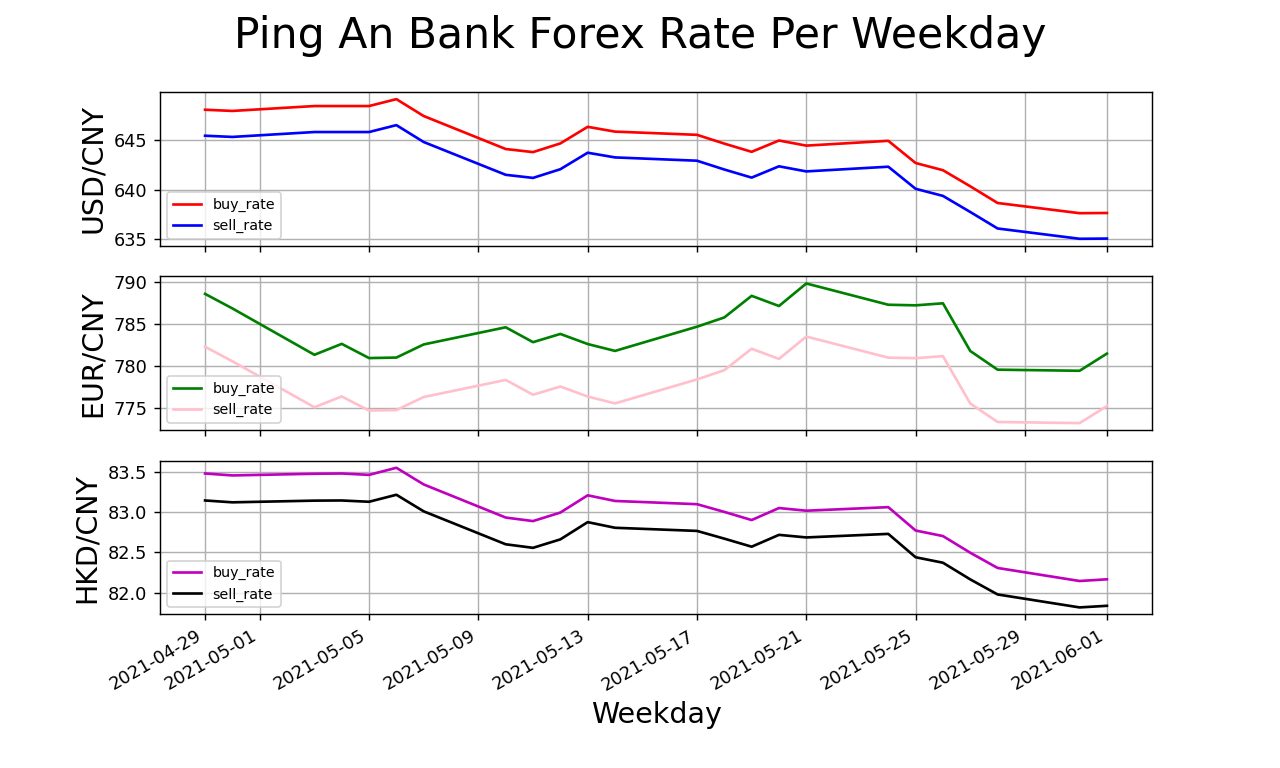 Ping An Bank Forex Rate Per Weekday
USD/CNY
645
640
635
buy_rate
sell_rate
EUR/CNY
790
785
780
775
buy_rate
sell_rate
HKD/CNY
83.5
83.0
82.5
82.0
buy_rate
sell_rate
2021-04-29
2021-05-01
2021-05-05
2021-05-09
2021-05-13
2021-05-17
2021-05-21
2021-05-25
2021-05-29
2021-06-01
Weekday